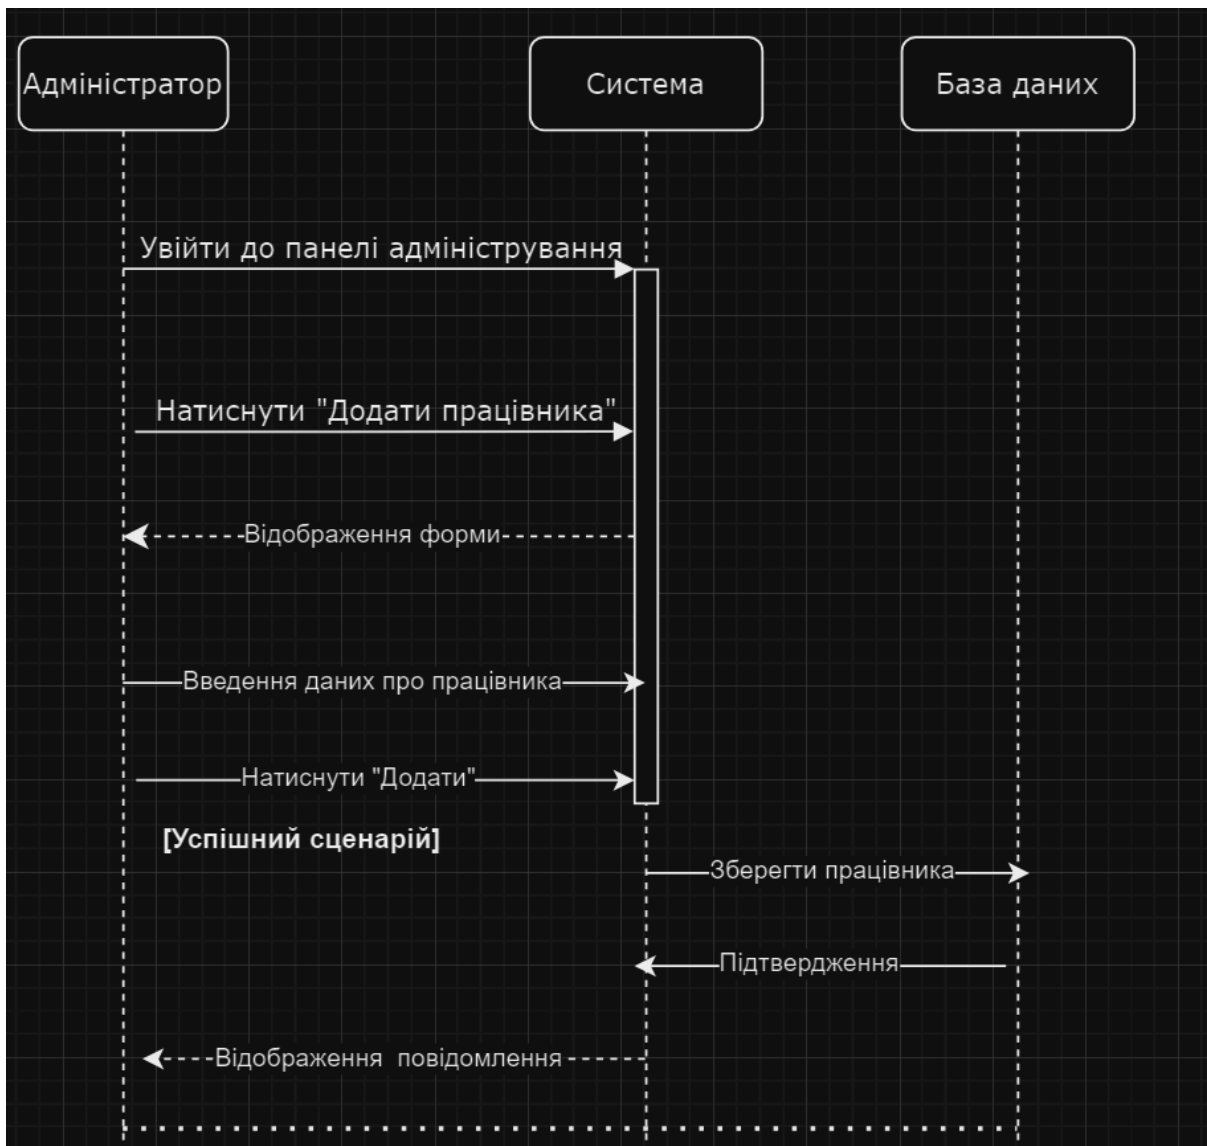 Адміністратор
Система
База даних
Увійти до панелі адміністрування
Натиснути "Додати працівника"
Відображення форми
Введення даних про працівника
Натиснути "Додати"
[Успішний сценарій]
Зберегти працівника
Підтвердження
Відображення  повідомлення